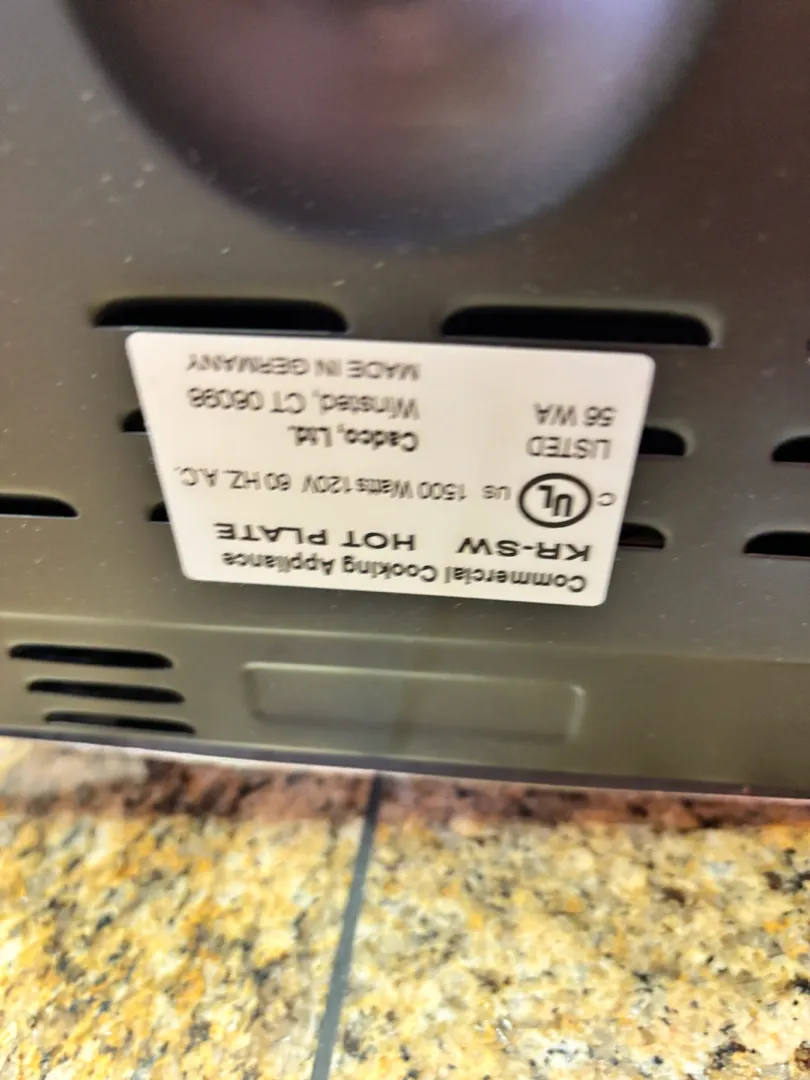 Commercial Cooking Appliance
KR-SW HOT PLATE
C UL US 1500 Watts 120V 60 HZ. A.C.
LISTED
56 WA
Cadco, Ltd.
Winsted, CT 06098
MADE IN GERMANY